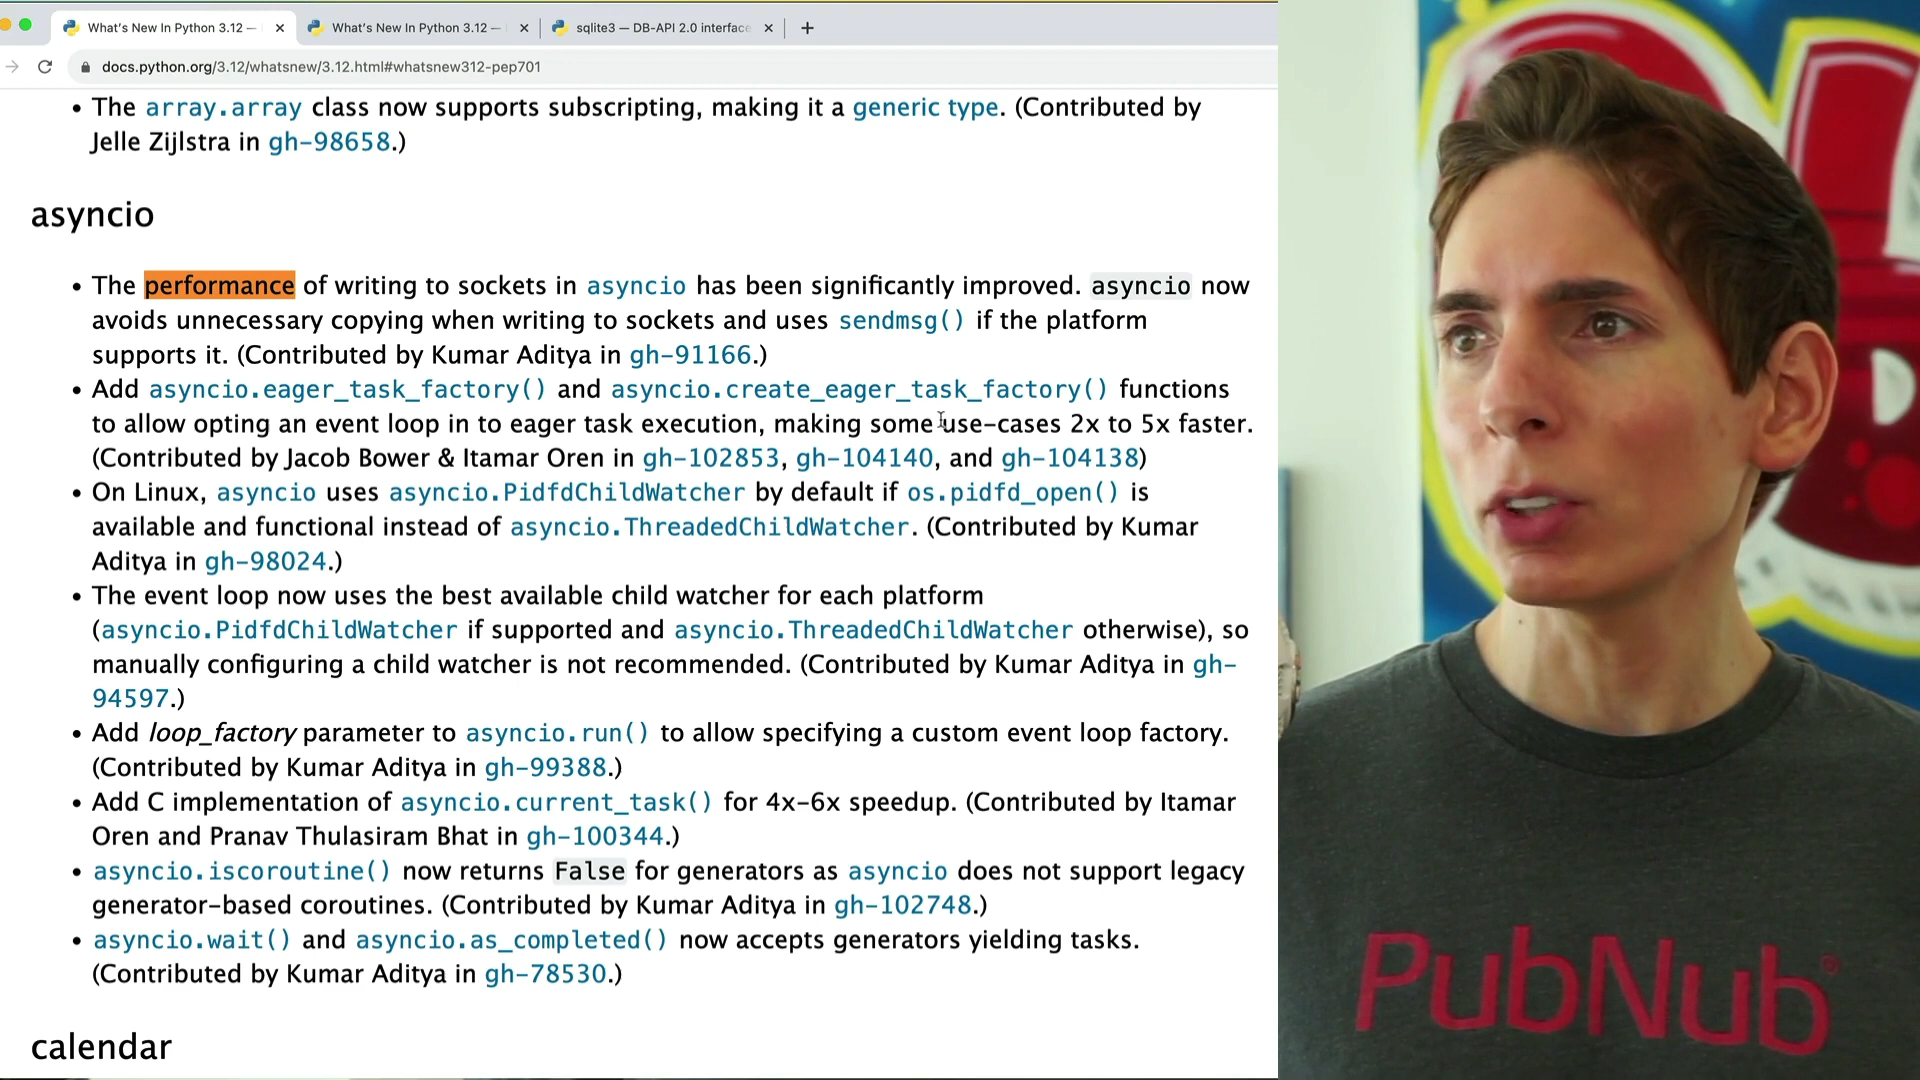 What's New In Python 3.12 —
What's New In Python 3.12 —
sqlite3 — DB-API 2.0 interface
docs.python.org/3.12/whatsnew/3.12.html#whatsnew312-pep701
• The array.array class now supports subscripting, making it a generic type. (Contributed by
Jelle Zijlstra in gh-98658.)
asyncio
• The performance of writing to sockets in asyncio has been significantly improved. asyncio now
avoids unnecessary copying when writing to sockets and uses sendmsg() if the platform
supports it. (Contributed by Kumar Aditya in gh-91166.)
• Add asyncio.eager_task_factory() and asyncio.create_eager_task_factory() functions
to allow opting an event loop in to eager task execution, making some use-cases 2x to 5x faster.
(Contributed by Jacob Bower & Itamar Oren in gh-102853, gh-104140, and gh-104138)
• On Linux, asyncio uses asyncio.PidfdChildWatcher by default if os.pidfd_open() is
available and functional instead of asyncio.ThreadedChildWatcher. (Contributed by Kumar
Aditya in gh-98024.)
• The event loop now uses the best available child watcher for each platform
(asyncio.PidfdChildWatcher if supported and asyncio.ThreadedChildWatcher otherwise), so
manually configuring a child watcher is not recommended. (Contributed by Kumar Aditya in gh-
94597.)
• Add loop_factory parameter to asyncio.run() to allow specifying a custom event loop factory.
(Contributed by Kumar Aditya in gh-99388.)
• Add C implementation of asyncio.current_task() for 4x-6x speedup. (Contributed by Itamar
Oren and Pranav Thulasiram Bhat in gh-100344.)
• asyncio.iscoroutine() now returns False for generators as asyncio does not support legacy
generator-based coroutines. (Contributed by Kumar Aditya in gh-102748.)
• asyncio.wait() and asyncio.as_completed() now accepts generators yielding tasks.
(Contributed by Kumar Aditya in gh-78530.)
calendar
PubNub